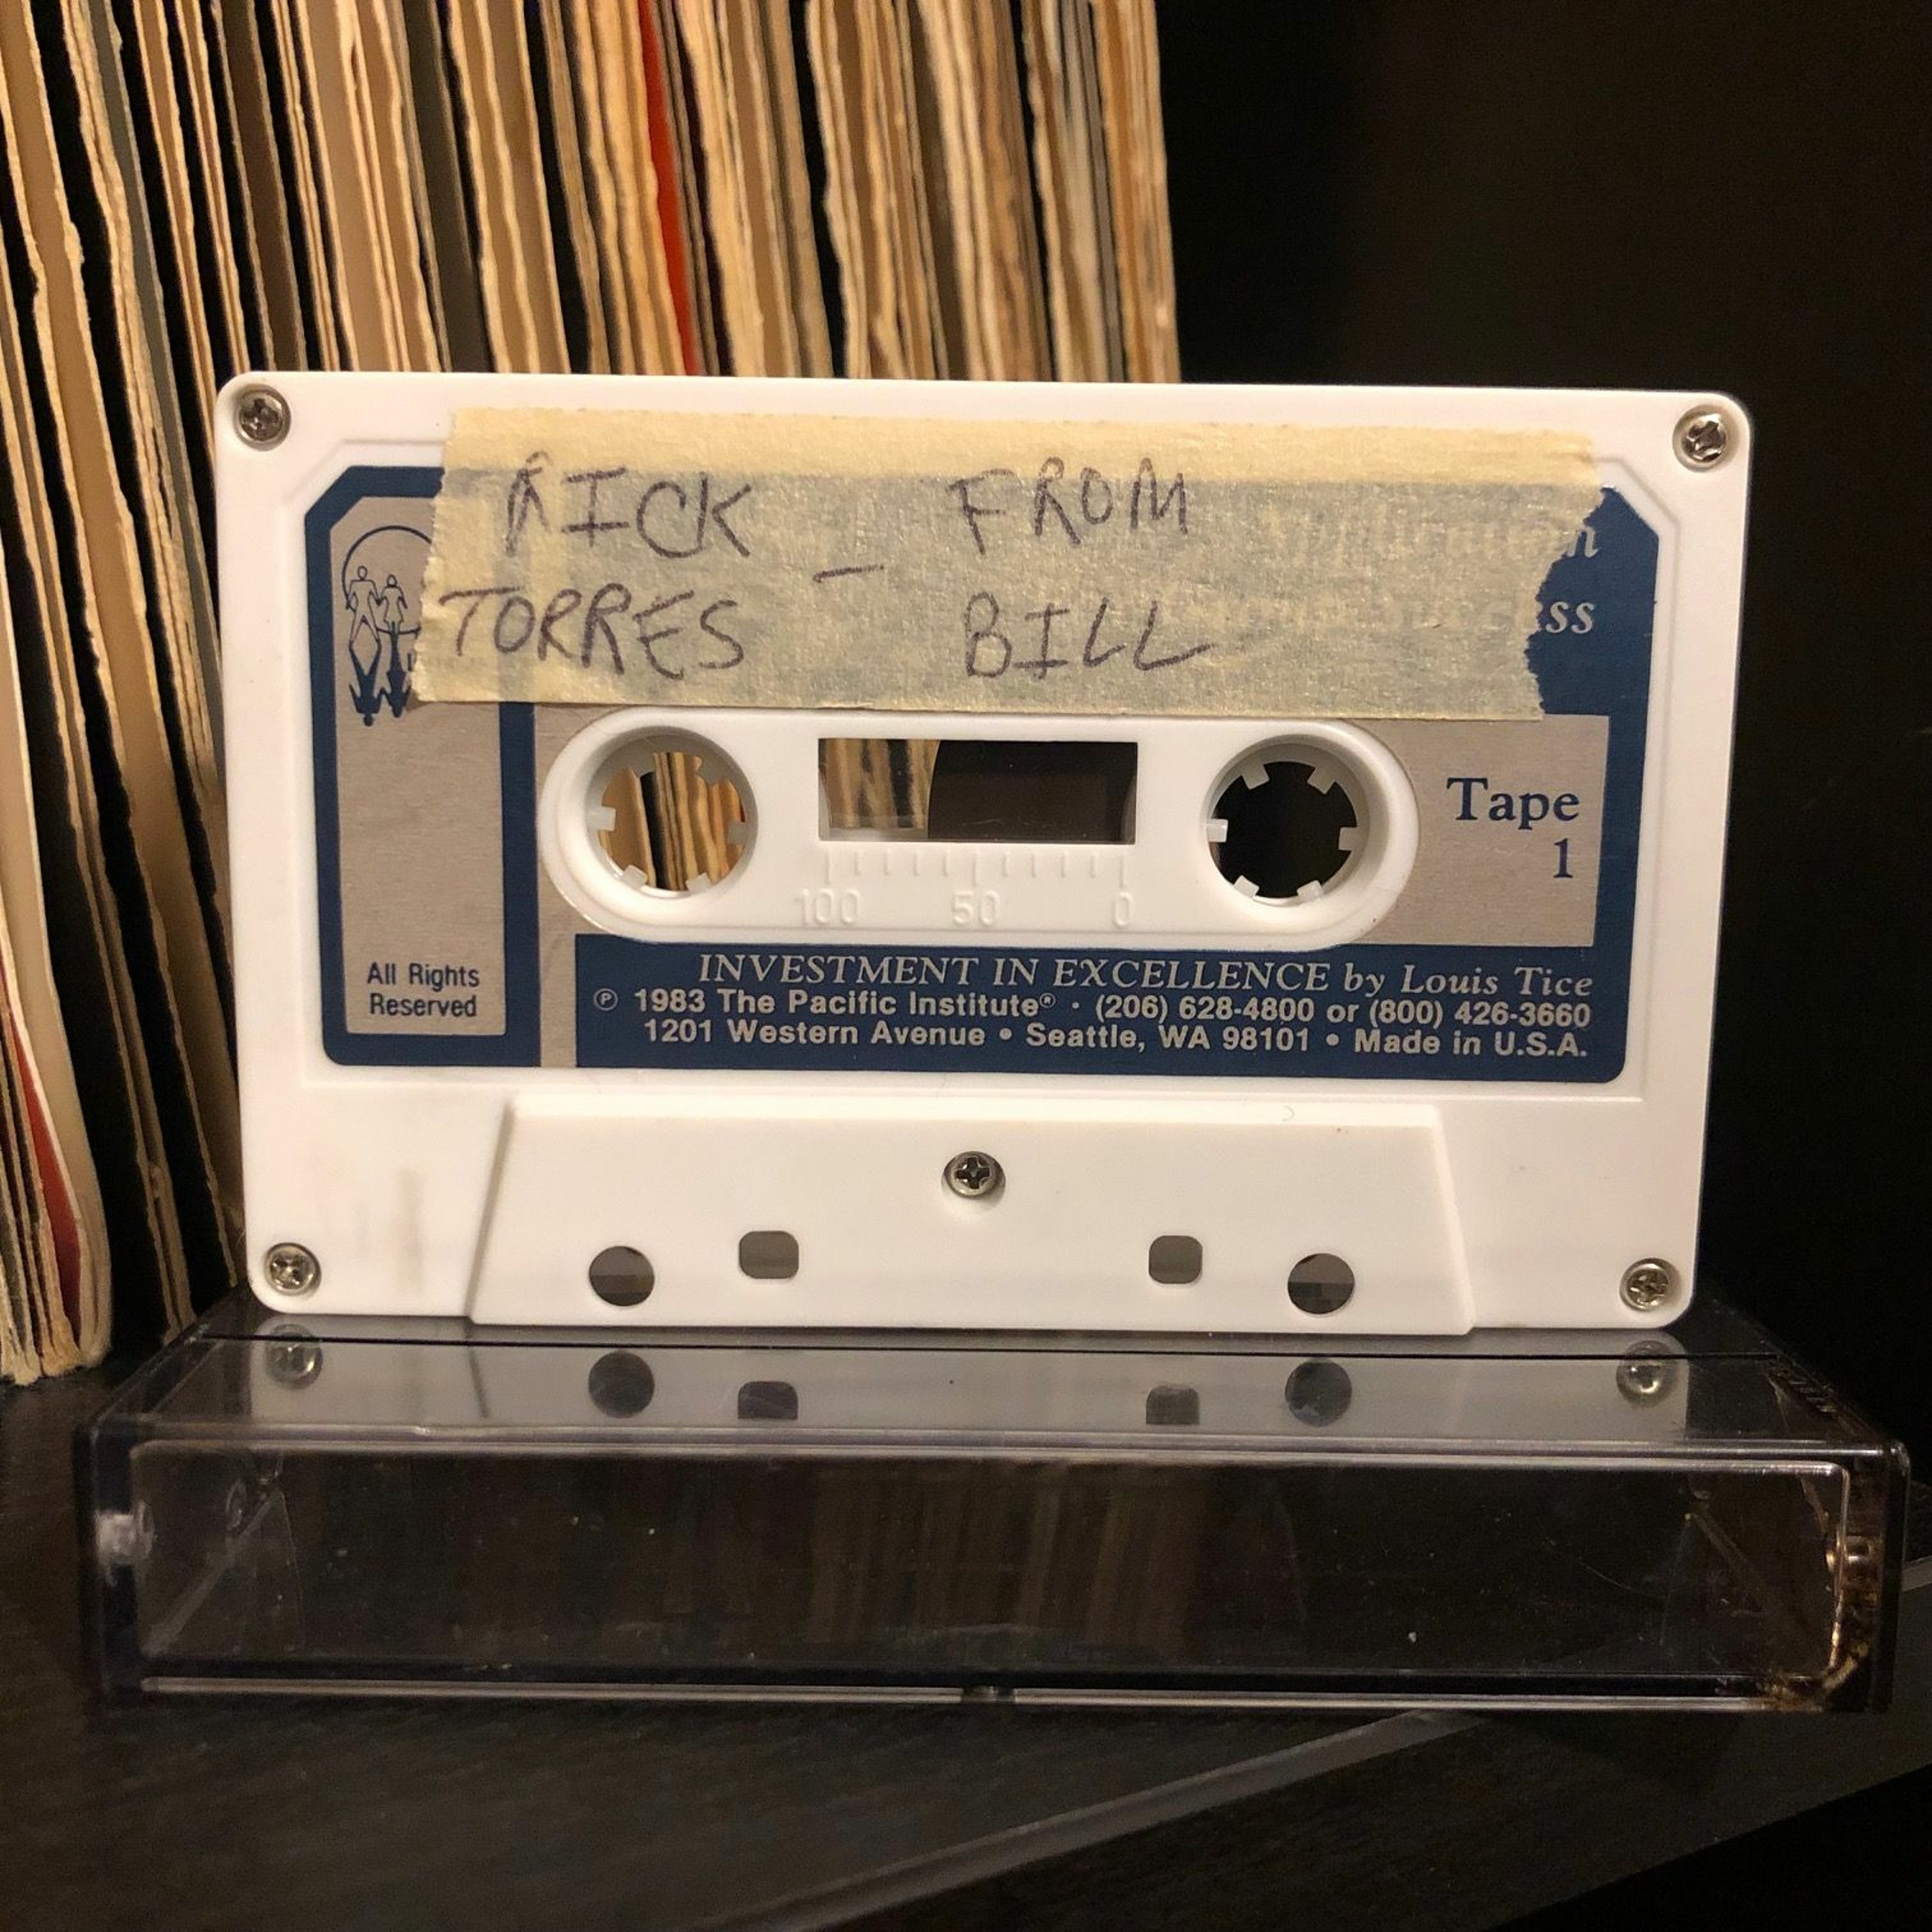 RICK - FROM
TORRES BILL
Tape
1
100 50 0
All Rights
Reserved
INVESTMENT IN EXCELLENCE by Louis Tice
℗ 1983 The Pacific Institute® · (206) 628-4800 or (800) 426-3660
1201 Western Avenue • Seattle, WA 98101 • Made in U.S.A.